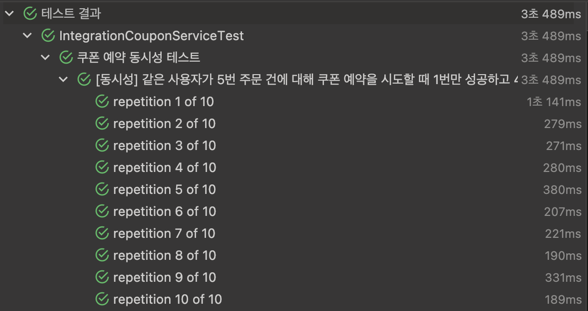 테스트 결과 3초 489ms
IntegrationCouponServiceTest 3초 489ms
쿠폰 예약 동시성 테스트 3초 489ms
[동시성] 같은 사용자가 5번 주문 건에 대해 쿠폰 예약을 시도할 때 1번만 성공하고 3초 489ms
repetition 1 of 10 1초 141ms
repetition 2 of 10 279ms
repetition 3 of 10 271ms
repetition 4 of 10 280ms
repetition 5 of 10 380ms
repetition 6 of 10 207ms
repetition 7 of 10 221ms
repetition 8 of 10 190ms
repetition 9 of 10 331ms
repetition 10 of 10 189ms